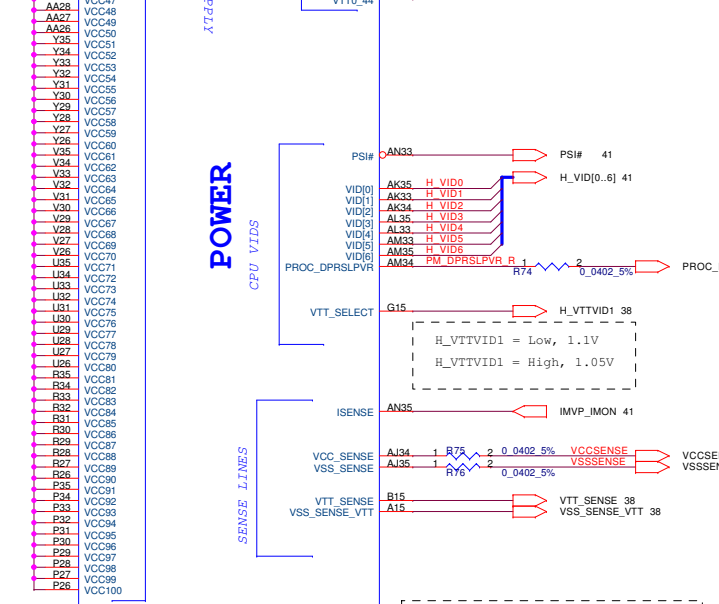 VCC47
AA28 VCC48
AA27 VCC49
AA26 VCC50
Y35 VCC51
Y34 VCC52
Y33 VCC53
Y32 VCC54
Y31 VCC55
Y30 VCC56
Y29 VCC57
Y28 VCC58
Y27 VCC59
Y26 VCC60
V35 VCC61
V34 VCC62
V33 VCC63
V32 VCC64
V31 VCC65
V30 VCC66
V29 VCC67
V28 VCC68
V27 VCC69
V26 VCC70
U35 VCC71
U34 VCC72
U33 VCC73
U32 VCC74
U31 VCC75
U30 VCC76
U29 VCC77
U28 VCC78
U27 VCC79
U26 VCC80
R35 VCC81
R34 VCC82
R33 VCC83
R32 VCC84
R31 VCC85
R30 VCC86
R29 VCC87
R28 VCC88
R27 VCC89
R26 VCC90
P35 VCC91
P34 VCC92
P33 VCC93
P32 VCC94
P31 VCC95
P30 VCC96
P29 VCC97
P28 VCC98
P27 VCC99
P26 VCC100
PPLY
VTT0_44
POWER
CPU VIDS
PSI# AN33 PSI# 41
H_VID[0..6] 41
VID[0] AK35 H_VID0
VID[1] AK33 H_VID1
VID[2] AK34 H_VID2
VID[3] AL35 H_VID3
VID[4] AL33 H_VID4
VID[5] AM33 H_VID5
VID[6] AM35 H_VID6
PROC_DPRSLPVR AM34 PM_DPRSLPVR_R 1 R74 2 0_0402_5% PROC_
VTT_SELECT G15 H_VTTVID1 38
H_VTTVID1 = Low, 1.1V
H_VTTVID1 = High, 1.05V
SENSE LINES
ISENSE AN35 IMVP_IMON 41
VCC_SENSE AJ34 1 R75 2 0_0402_5% VCCSENSE VCCSE
VSS_SENSE AJ35 1 R76 2 0_0402_5% VSSSENSE VSSSEN
VTT_SENSE B15 VTT_SENSE 38
VSS_SENSE_VTT A15 VSS_SENSE_VTT 38